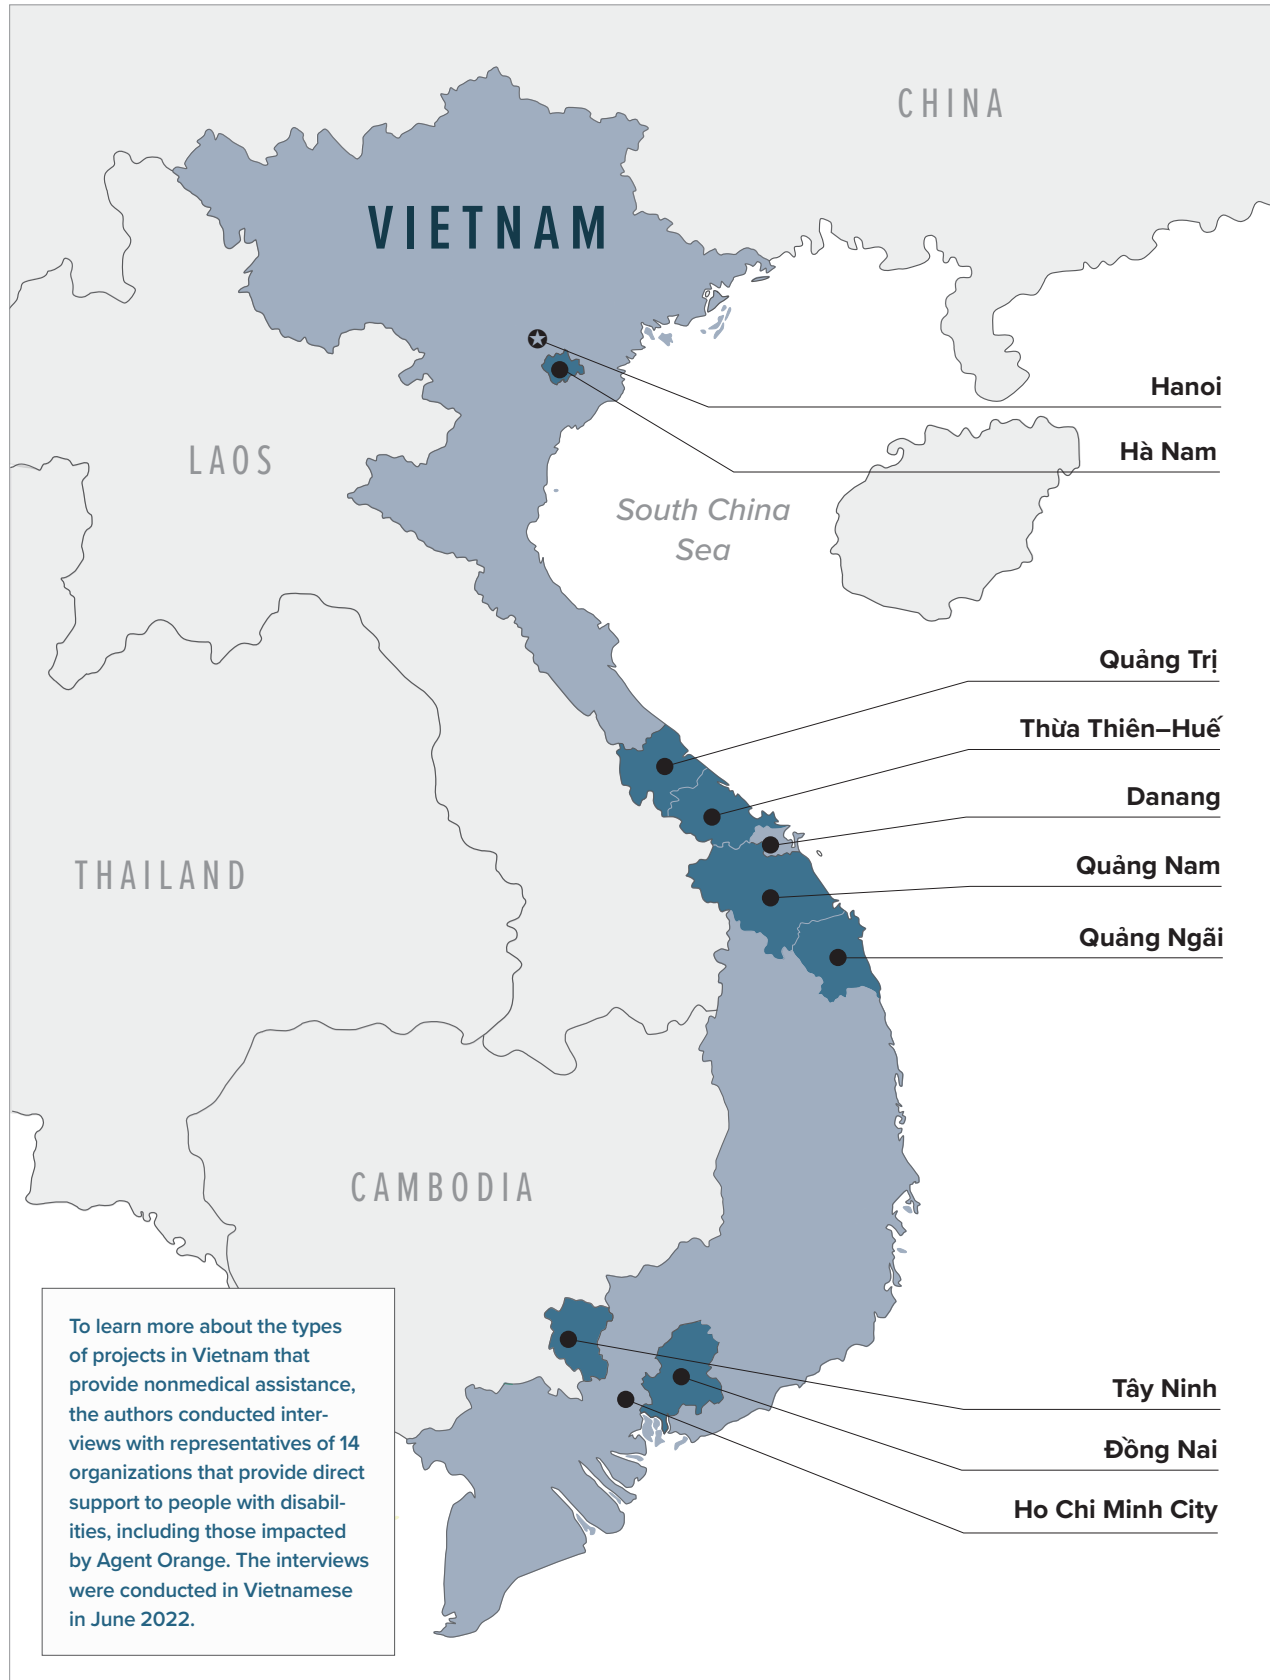 CHINA
VIETNAM
Hanoi
Hà Nam
LAOS
South China
Sea
Quảng Trị
Thừa Thiên–Huế
Danang
THAILAND
Quảng Nam
Quảng Ngãi
CAMBODIA
To learn more about the types
of projects in Vietnam that
provide nonmedical assistance,
the authors conducted inter-
views with representatives of 14
organizations that provide direct
support to people with disabil-
ities, including those impacted
by Agent Orange. The interviews
were conducted in Vietnamese
in June 2022.
Tây Ninh
Đồng Nai
Ho Chi Minh City